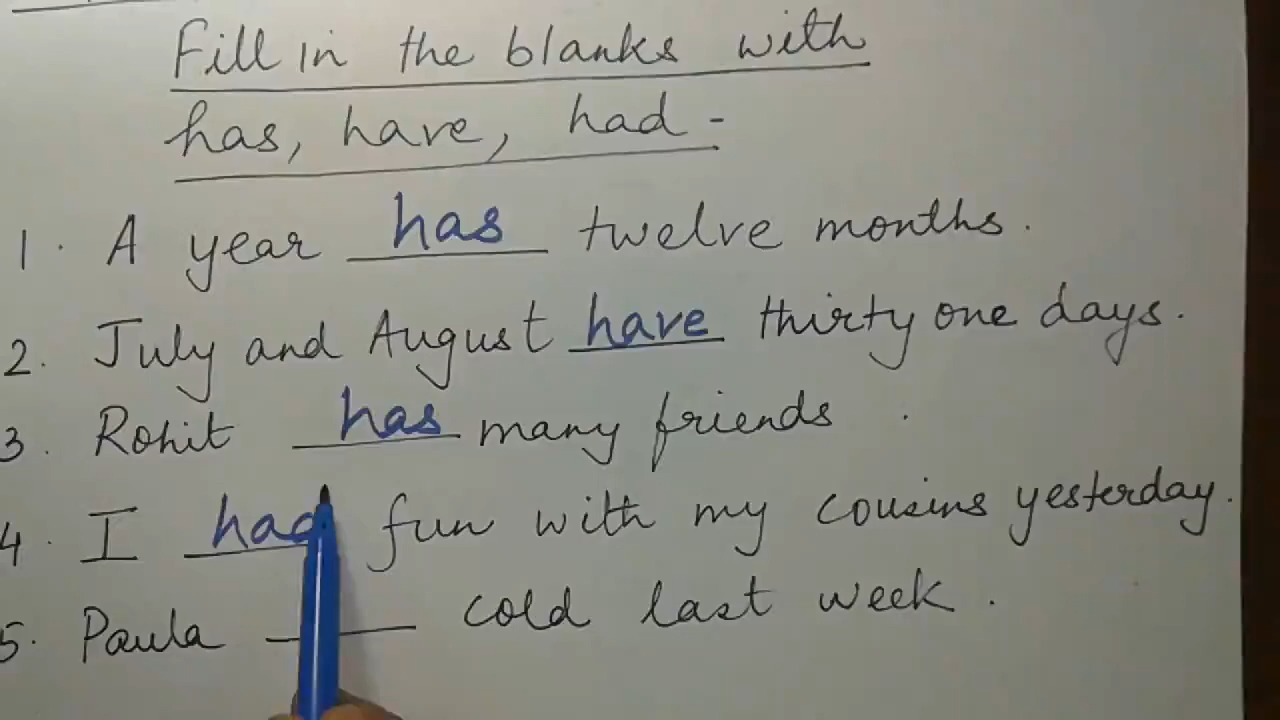 Fill in the blanks with
has, have, had -
1. A year has twelve months.
2. July and August have thirty one days.
3. Rohit has many friends.
4. I had fun with my cousins yesterday.
5. Paula ____ cold last week.